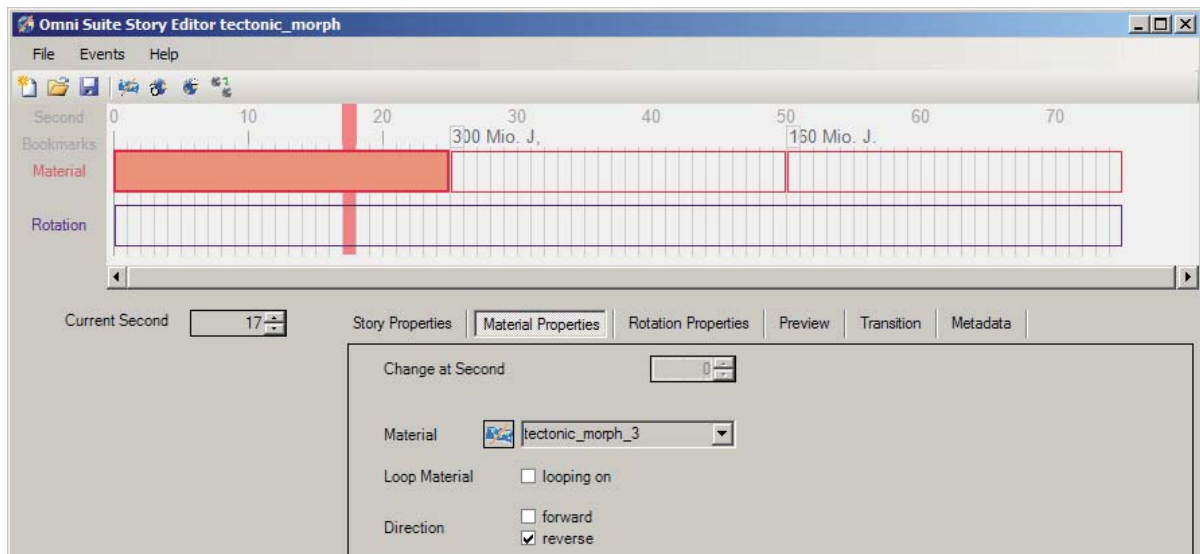 Omni Suite Story Editor tectonic_morph
File Events Help
Second 0 10 20 30 40 50 60 70
Bookmarks 300 Mio. J, 160 Mio. J.
Material
Rotation
Current Second 17 Story Properties Material Properties Rotation Properties Preview Transition Metadata
Change at Second 0
Material tectonic_morph_3
Loop Material looping on
forward
Direction
reverse